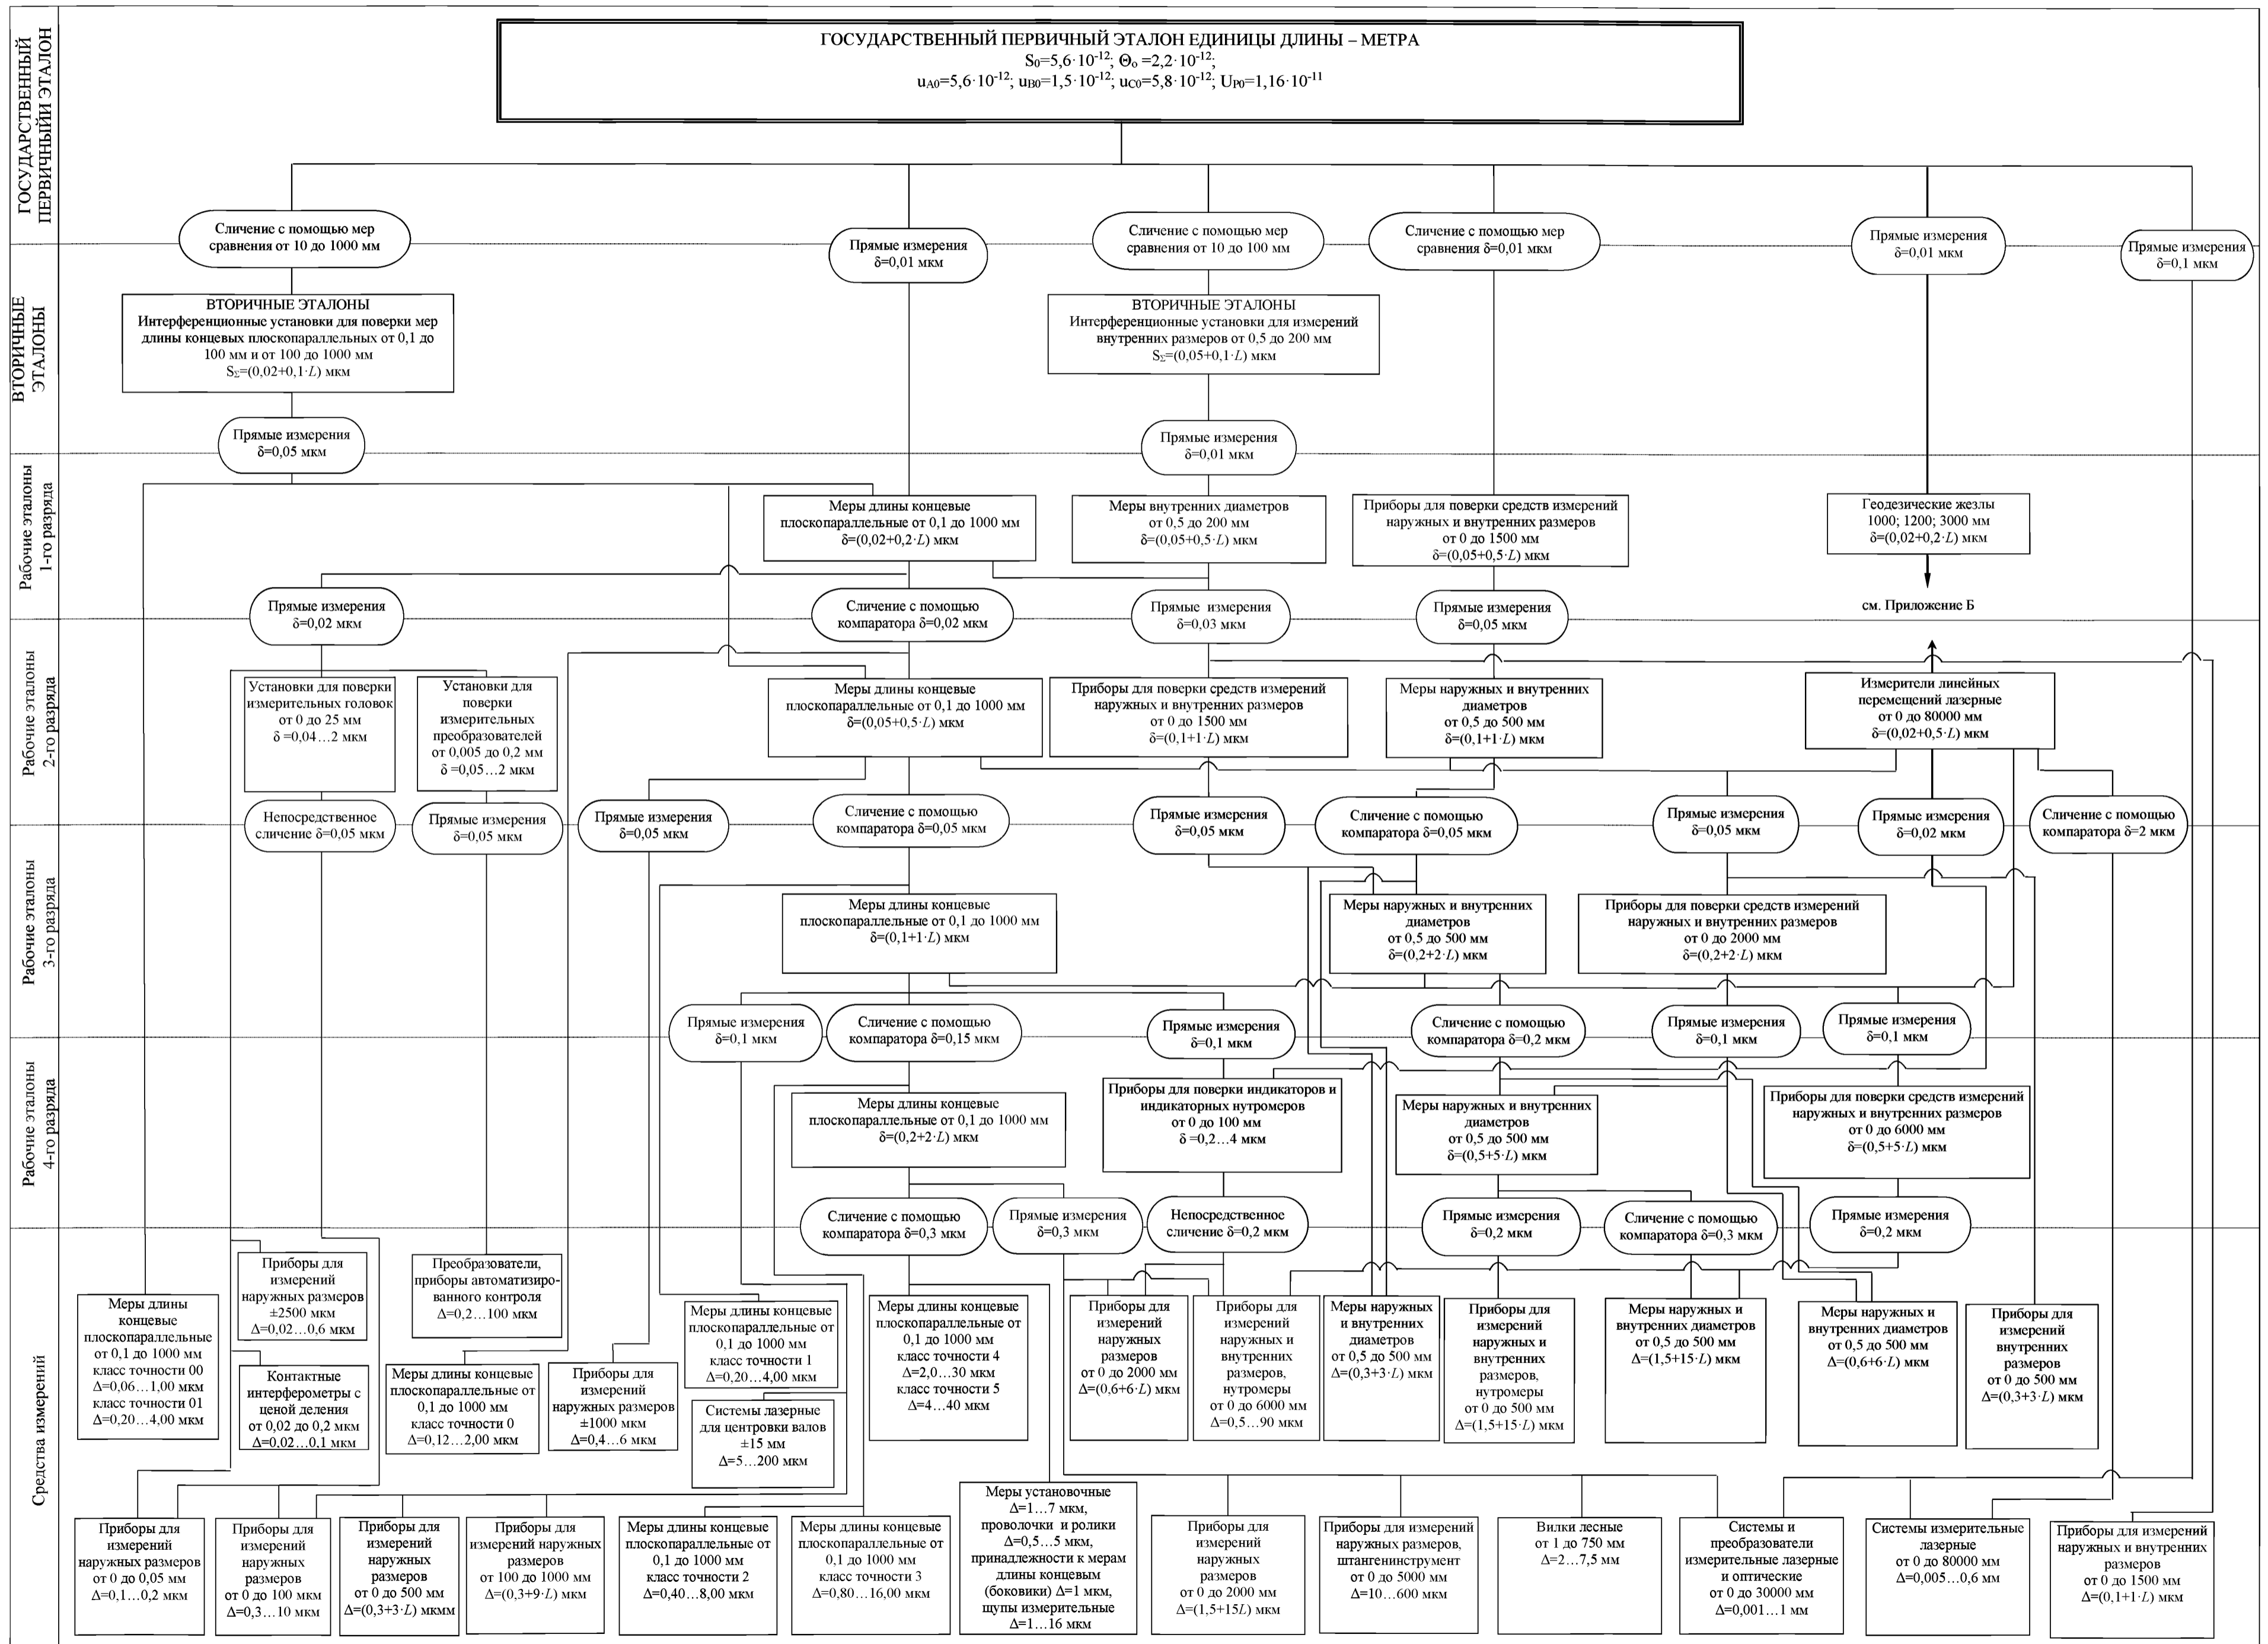 ГОСУДАРСТВЕННЫЙ
ПЕРВИЧНЫЙ ЭТАЛОН
ГОСУДАРСТВЕННЫЙ ПЕРВИЧНЫЙ ЭТАЛОН ЕДИНИЦЫ ДЛИНЫ – МЕТРА
S₀=5,6·10⁻¹²; Θₒ =2,2·10⁻¹²;
u_A0=5,6·10⁻¹²; u_B0=1,5·10⁻¹²; u_C0=5,8·10⁻¹²; U_P0=1,16·10⁻¹¹
Сличение с помощью мер
сравнения от 10 до 1000 мм
Прямые измерения
δ=0,01 мкм
Сличение с помощью мер
сравнения от 10 до 100 мм
Сличение с помощью мер
сравнения δ=0,01 мкм
Прямые измерения
δ=0,01 мкм
Прямые измерения
δ=0,1 мкм
ВТОРИЧНЫЕ
ЭТАЛОНЫ
ВТОРИЧНЫЕ ЭТАЛОНЫ
Интерференционные установки для поверки мер
длины концевых плоскопараллельных от 0,1 до
100 мм и от 100 до 1000 мм
S_Σ=(0,02+0,1·L) мкм
ВТОРИЧНЫЕ ЭТАЛОНЫ
Интерференционные установки для измерений
внутренних размеров от 0,5 до 200 мм
S_Σ=(0,05+0,1·L) мкм
Прямые измерения
δ=0,05 мкм
Прямые измерения
δ=0,01 мкм
Рабочие эталоны
1-го разряда
Меры длины концевые
плоскопараллельные от 0,1 до 1000 мм
δ=(0,02+0,2·L) мкм
Меры внутренних диаметров
от 0,5 до 200 мм
δ=(0,05+0,5·L) мкм
Приборы для поверки средств измерений
наружных и внутренних размеров
от 0 до 1500 мм
δ=(0,05+0,5·L) мкм
Геодезические жезлы
1000; 1200; 3000 мм
δ=(0,02+0,2·L) мкм
Прямые измерения
δ=0,02 мкм
Сличение с помощью
компаратора δ=0,02 мкм
Прямые измерения
δ=0,03 мкм
Прямые измерения
δ=0,05 мкм
см. Приложение Б
Рабочие эталоны
2-го разряда
Установки для поверки
измерительных головок
от 0 до 25 мм
δ =0,04…2 мкм
Установки для
поверки
измерительных
преобразователей
от 0,005 до 0,2 мм
δ =0,05…2 мкм
Меры длины концевые
плоскопараллельные от 0,1 до 1000 мм
δ=(0,05+0,5·L) мкм
Приборы для поверки средств измерений
наружных и внутренних размеров
от 0 до 1500 мм
δ=(0,1+1·L) мкм
Меры наружных и внутренних
диаметров
от 0,5 до 500 мм
δ=(0,1+1·L) мкм
Измерители линейных
перемещений лазерные
от 0 до 80000 мм
δ=(0,02+0,5·L) мкм
Непосредственное
сличение δ=0,05 мкм
Прямые измерения
δ=0,05 мкм
Прямые измерения
δ=0,05 мкм
Сличение с помощью
компаратора δ=0,05 мкм
Прямые измерения
δ=0,05 мкм
Сличение с помощью
компаратора δ=0,05 мкм
Прямые измерения
δ=0,05 мкм
Прямые измерения
δ=0,02 мкм
Сличение с помощью
компаратора δ=2 мкм
Рабочие эталоны
3-го разряда
Меры длины концевые
плоскопараллельные от 0,1 до 1000 мм
δ=(0,1+1·L) мкм
Меры наружных и внутренних
диаметров
от 0,5 до 500 мм
δ=(0,2+2·L) мкм
Приборы для поверки средств измерений
наружных и внутренних размеров
от 0 до 2000 мм
δ=(0,2+2·L) мкм
Прямые измерения
δ=0,1 мкм
Сличение с помощью
компаратора δ=0,15 мкм
Прямые измерения
δ=0,1 мкм
Сличение с помощью
компаратора δ=0,2 мкм
Прямые измерения
δ=0,1 мкм
Прямые измерения
δ=0,1 мкм
Рабочие эталоны
4-го разряда
Меры длины концевые
плоскопараллельные от 0,1 до 1000 мм
δ=(0,2+2·L) мкм
Приборы для поверки индикаторов и
индикаторных нутромеров
от 0 до 100 мм
δ =0,2…4 мкм
Меры наружных и внутренних
диаметров
от 0,5 до 500 мм
δ=(0,5+5·L) мкм
Приборы для поверки средств измерений
наружных и внутренних размеров
от 0 до 6000 мм
δ=(0,5+5·L) мкм
Сличение с помощью
компаратора δ=0,3 мкм
Прямые измерения
δ=0,3 мкм
Непосредственное
сличение δ=0,2 мкм
Прямые измерения
δ=0,2 мкм
Сличение с помощью
компаратора δ=0,3 мкм
Прямые измерения
δ=0,2 мкм
Средства измерений
Меры длины
концевые
плоскопараллельные
от 0,1 до 1000 мм
класс точности 00
Δ=0,06…1,00 мкм
класс точности 01
Δ=0,20…4,00 мкм
Приборы для
измерений
наружных размеров
±2500 мкм
Δ=0,02…0,6 мкм
Контактные
интерферометры с
ценой деления
от 0,02 до 0,2 мкм
Δ=0,02…0,1 мкм
Преобразователи,
приборы автоматизиро-
ванного контроля
Δ=0,2…100 мкм
Меры длины концевые
плоскопараллельные от
0,1 до 1000 мм
класс точности 0
Δ=0,12…2,00 мкм
Приборы для
измерений
наружных размеров
±1000 мкм
Δ=0,4…6 мкм
Меры длины концевые
плоскопараллельные от
0,1 до 1000 мм
класс точности 1
Δ=0,20…4,00 мкм
Системы лазерные
для центровки валов
±15 мм
Δ=5…200 мкм
Меры длины концевые
плоскопараллельные от
0,1 до 1000 мм
класс точности 4
Δ=2,0…30 мкм
класс точности 5
Δ=4…40 мкм
Приборы для
измерений
наружных
размеров
от 0 до 2000 мм
Δ=(0,6+6·L) мкм
Приборы для
измерений
наружных и
внутренних
размеров,
нутромеры
от 0 до 6000 мм
Δ=0,5…90 мкм
Меры наружных
и внутренних
диаметров
от 0,5 до 500 мм
Δ=(0,3+3·L) мкм
Приборы для
измерений
наружных и
внутренних
размеров,
нутромеры
от 0 до 500 мм
Δ=(1,5+15·L) мкм
Меры наружных и
внутренних диаметров
от 0,5 до 500 мм
Δ=(1,5+15·L) мкм
Меры наружных и
внутренних диаметров
от 0,5 до 500 мм
Δ=(0,6+6·L) мкм
Приборы для
измерений
внутренних
размеров
от 0 до 500 мм
Δ=(0,3+3·L) мкм
Приборы для
измерений
наружных размеров
от 0 до 0,05 мм
Δ=0,1…0,2 мкм
Приборы для
измерений
наружных
размеров
от 0 до 100 мм
Δ=0,3…10 мкм
Приборы для
измерений
наружных
размеров
от 0 до 500 мм
Δ=(0,3+3·L) мкмм
Приборы для
измерений наружных
размеров
от 100 до 1000 мм
Δ=(0,3+9·L) мкм
Меры длины концевые
плоскопараллельные от
0,1 до 1000 мм
класс точности 2
Δ=0,40…8,00 мкм
Меры длины концевые
плоскопараллельные от
0,1 до 1000 мм
класс точности 3
Δ=0,80…16,00 мкм
Меры установочные
Δ=1…7 мкм,
проволочки и ролики
Δ=0,5…5 мкм,
принадлежности к мерам
длины концевым
(боковики) Δ=1 мкм,
щупы измерительные
Δ=1…16 мкм
Приборы для
измерений
наружных
размеров
от 0 до 2000 мм
Δ=(1,5+15L) мкм
Приборы для измерений
наружных размеров,
штангенинструмент
от 0 до 5000 мм
Δ=10…600 мкм
Вилки лесные
от 1 до 750 мм
Δ=2…7,5 мм
Системы и
преобразователи
измерительные лазерные
и оптические
от 0 до 30000 мм
Δ=0,001…1 мм
Системы измерительные
лазерные
от 0 до 80000 мм
Δ=0,005…0,6 мм
Приборы для измерений
наружных и внутренних
размеров
от 0 до 1500 мм
Δ=(0,1+1·L) мкм